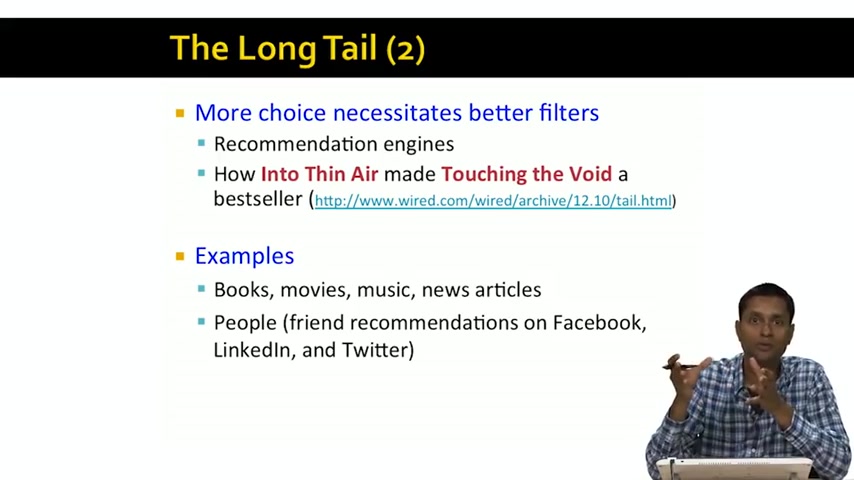 The Long Tail (2)
More choice necessitates better filters
Recommendation engines
How Into Thin Air made Touching the Void a
bestseller (http://www.wired.com/wired/archive/12.10/tail.html)
Examples
Books, movies, music, news articles
People (friend recommendations on Facebook,
LinkedIn, and Twitter)